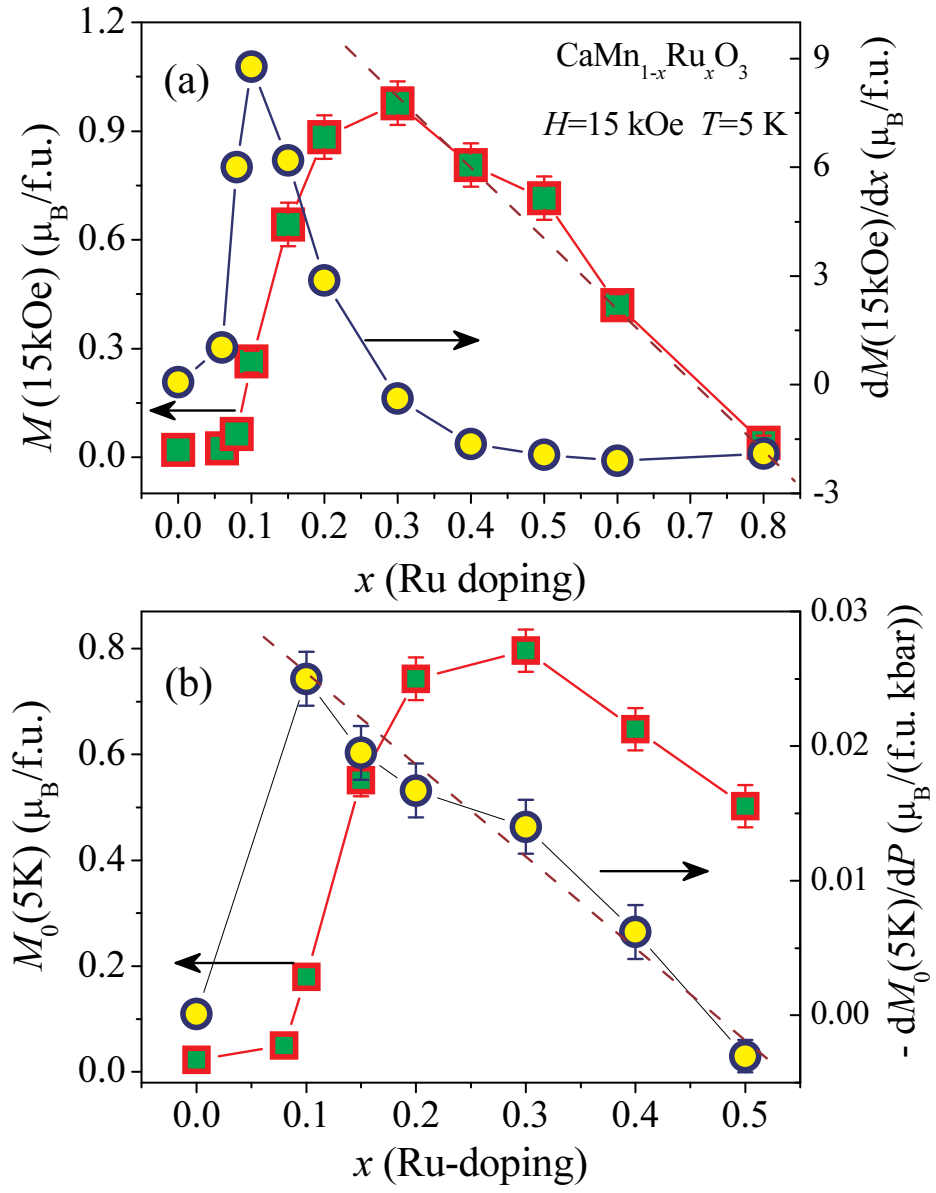 (a)
CaMn1-xRuxO3
H=15 kOe T=5 K
M(15kOe) (μB/f.u.)
1.2
0.9
0.6
0.3
0.0
dM(15kOe)/dx (μB/f.u.)
9
6
3
0
-3
0.0 0.1 0.2 0.3 0.4 0.5 0.6 0.7 0.8
x (Ru doping)
(b)
M0(5K) (μB/f.u.)
0.8
0.6
0.4
0.2
0.0
- dM0(5K)/dP (μB/(f.u. kbar))
0.03
0.02
0.01
0.00
0.0 0.1 0.2 0.3 0.4 0.5
x (Ru-doping)